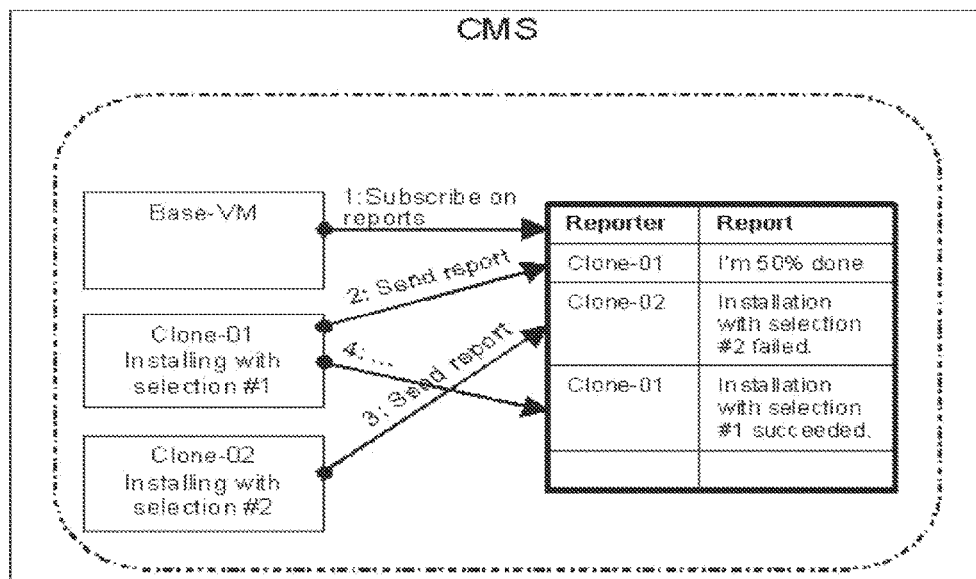 CMS
Base-VM
1:Subscribe on
reports
2: Send report
Clone-01
Installing with
selection #1
4: ...
3: Send report
Clone-02
Installing with
selection #2
Reporter Report
Clone-01 I'm 50% done
Clone-02 Installation
with selection
#2 failed.
Clone-01 Installation
with selection
#1 succeeded.